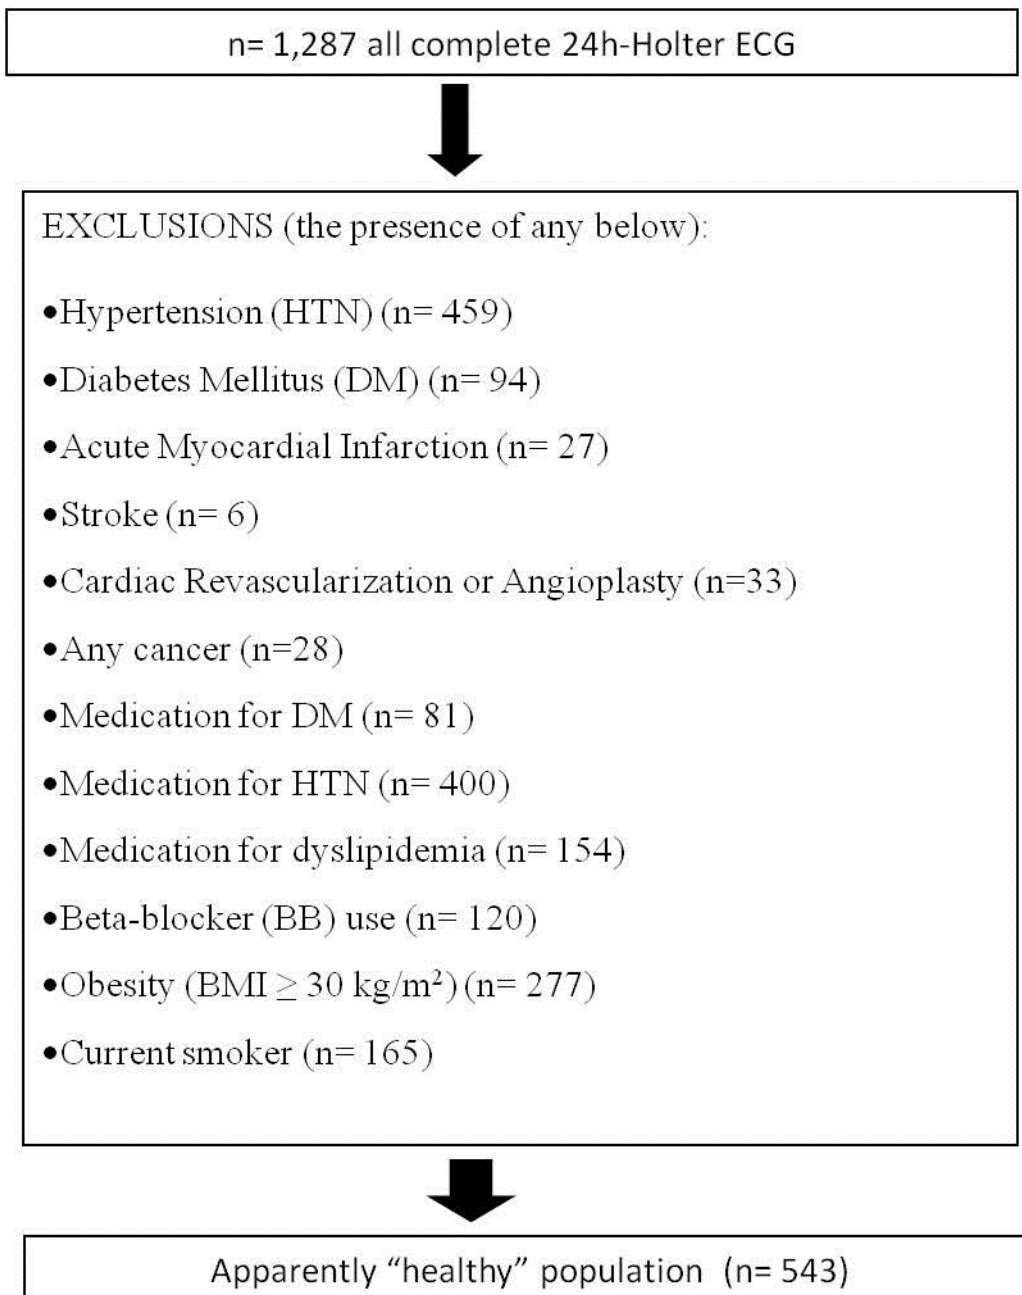 n= 1,287 all complete 24h-Holter ECG
EXCLUSIONS (the presence of any below):
•Hypertension (HTN) (n= 459)
•Diabetes Mellitus (DM) (n= 94)
•Acute Myocardial Infarction (n= 27)
•Stroke (n= 6)
•Cardiac Revascularization or Angioplasty (n=33)
•Any cancer (n=28)
•Medication for DM (n= 81)
•Medication for HTN (n= 400)
•Medication for dyslipidemia (n= 154)
•Beta-blocker (BB) use (n= 120)
•Obesity (BMI ≥ 30 kg/m²) (n= 277)
•Current smoker (n= 165)
Apparently “healthy” population (n= 543)